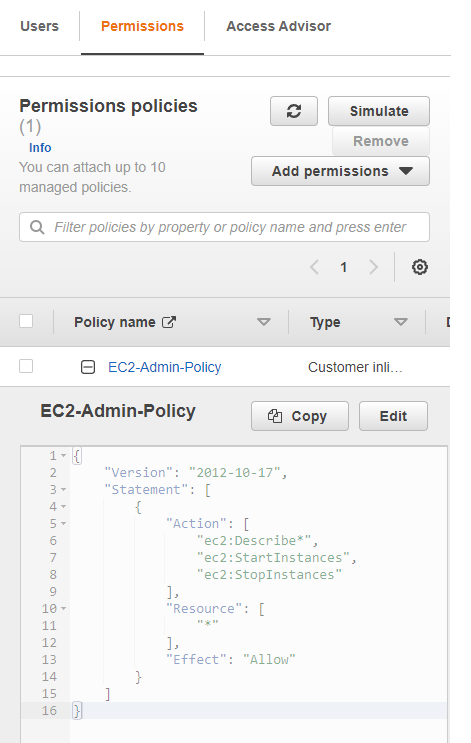 Users Permissions Access Advisor
Permissions policies
(1)
Info
You can attach up to 10
managed policies.
Simulate
Remove
Add permissions
Filter policies by property or policy name and press enter
1
Policy name Type D
EC2-Admin-Policy Customer inli...
EC2-Admin-Policy Copy Edit
1 {
2 "Version": "2012-10-17",
3 "Statement": [
4 {
5 "Action": [
6 "ec2:Describe*",
7 "ec2:StartInstances",
8 "ec2:StopInstances"
9 ],
10 "Resource": [
11 "*"
12 ],
13 "Effect": "Allow"
14 }
15 ]
16 }